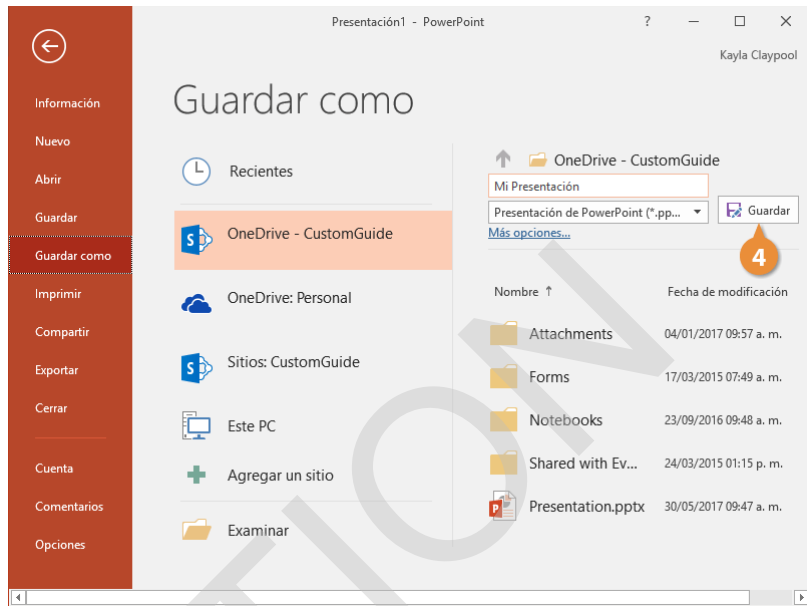 Presentación1 - PowerPoint
?
Kayla Claypool
Información
Nuevo
Abrir
Guardar
Guardar como
Imprimir
Compartir
Exportar
Cerrar
Cuenta
Comentarios
Opciones
Guardar como
Recientes
OneDrive - CustomGuide
OneDrive: Personal
Sitios: CustomGuide
Este PC
Agregar un sitio
Examinar
OneDrive - CustomGuide
Mi Presentación
Presentación de PowerPoint (*.pp...
Guardar
Más opciones...
4
Nombre ↑ Fecha de modificación
Attachments 04/01/2017 09:57 a. m.
Forms 17/03/2015 07:49 a. m.
Notebooks 23/09/2016 09:48 a. m.
Shared with Ev... 24/03/2015 01:15 p. m.
Presentation.pptx 30/05/2017 09:47 a. m.